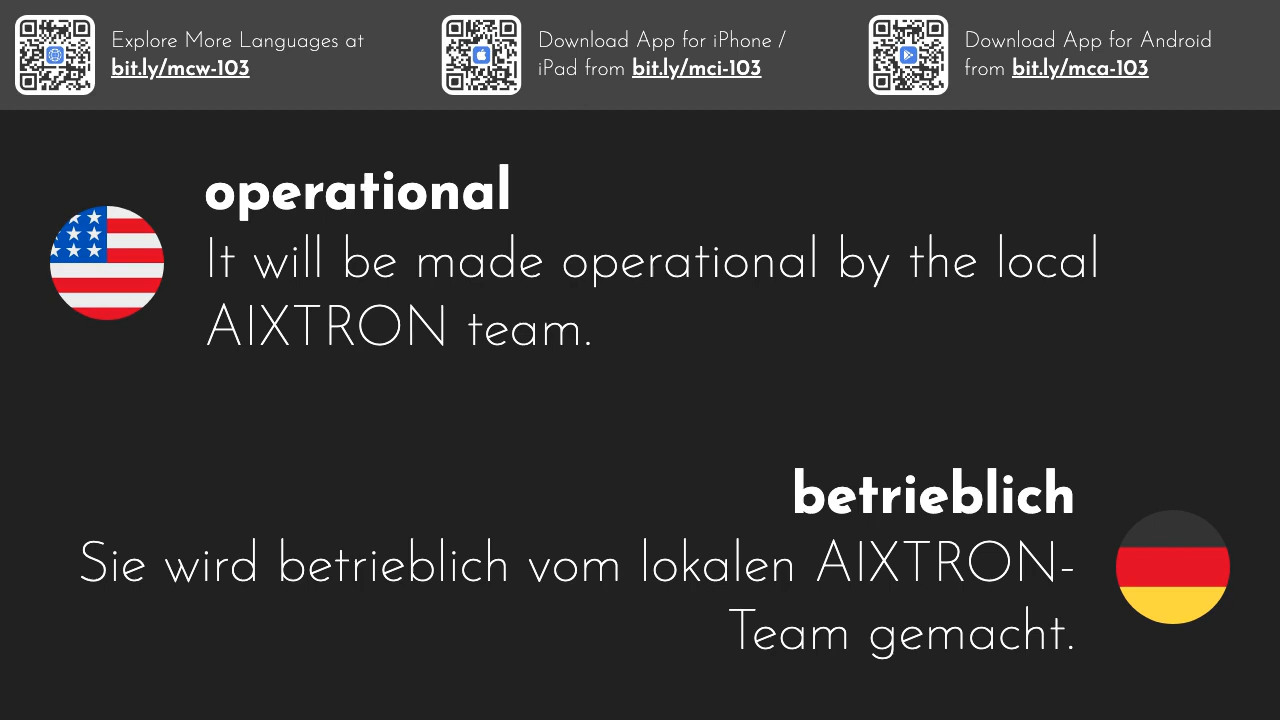 Explore More Languages at
bit.ly/mcw-103
Download App for iPhone /
iPad from bit.ly/mci-103
Download App for Android
from bit.ly/mca-103
operational
It will be made operational by the local
AIXTRON team.
betrieblich
Sie wird betrieblich vom lokalen AIXTRON-
Team gemacht.